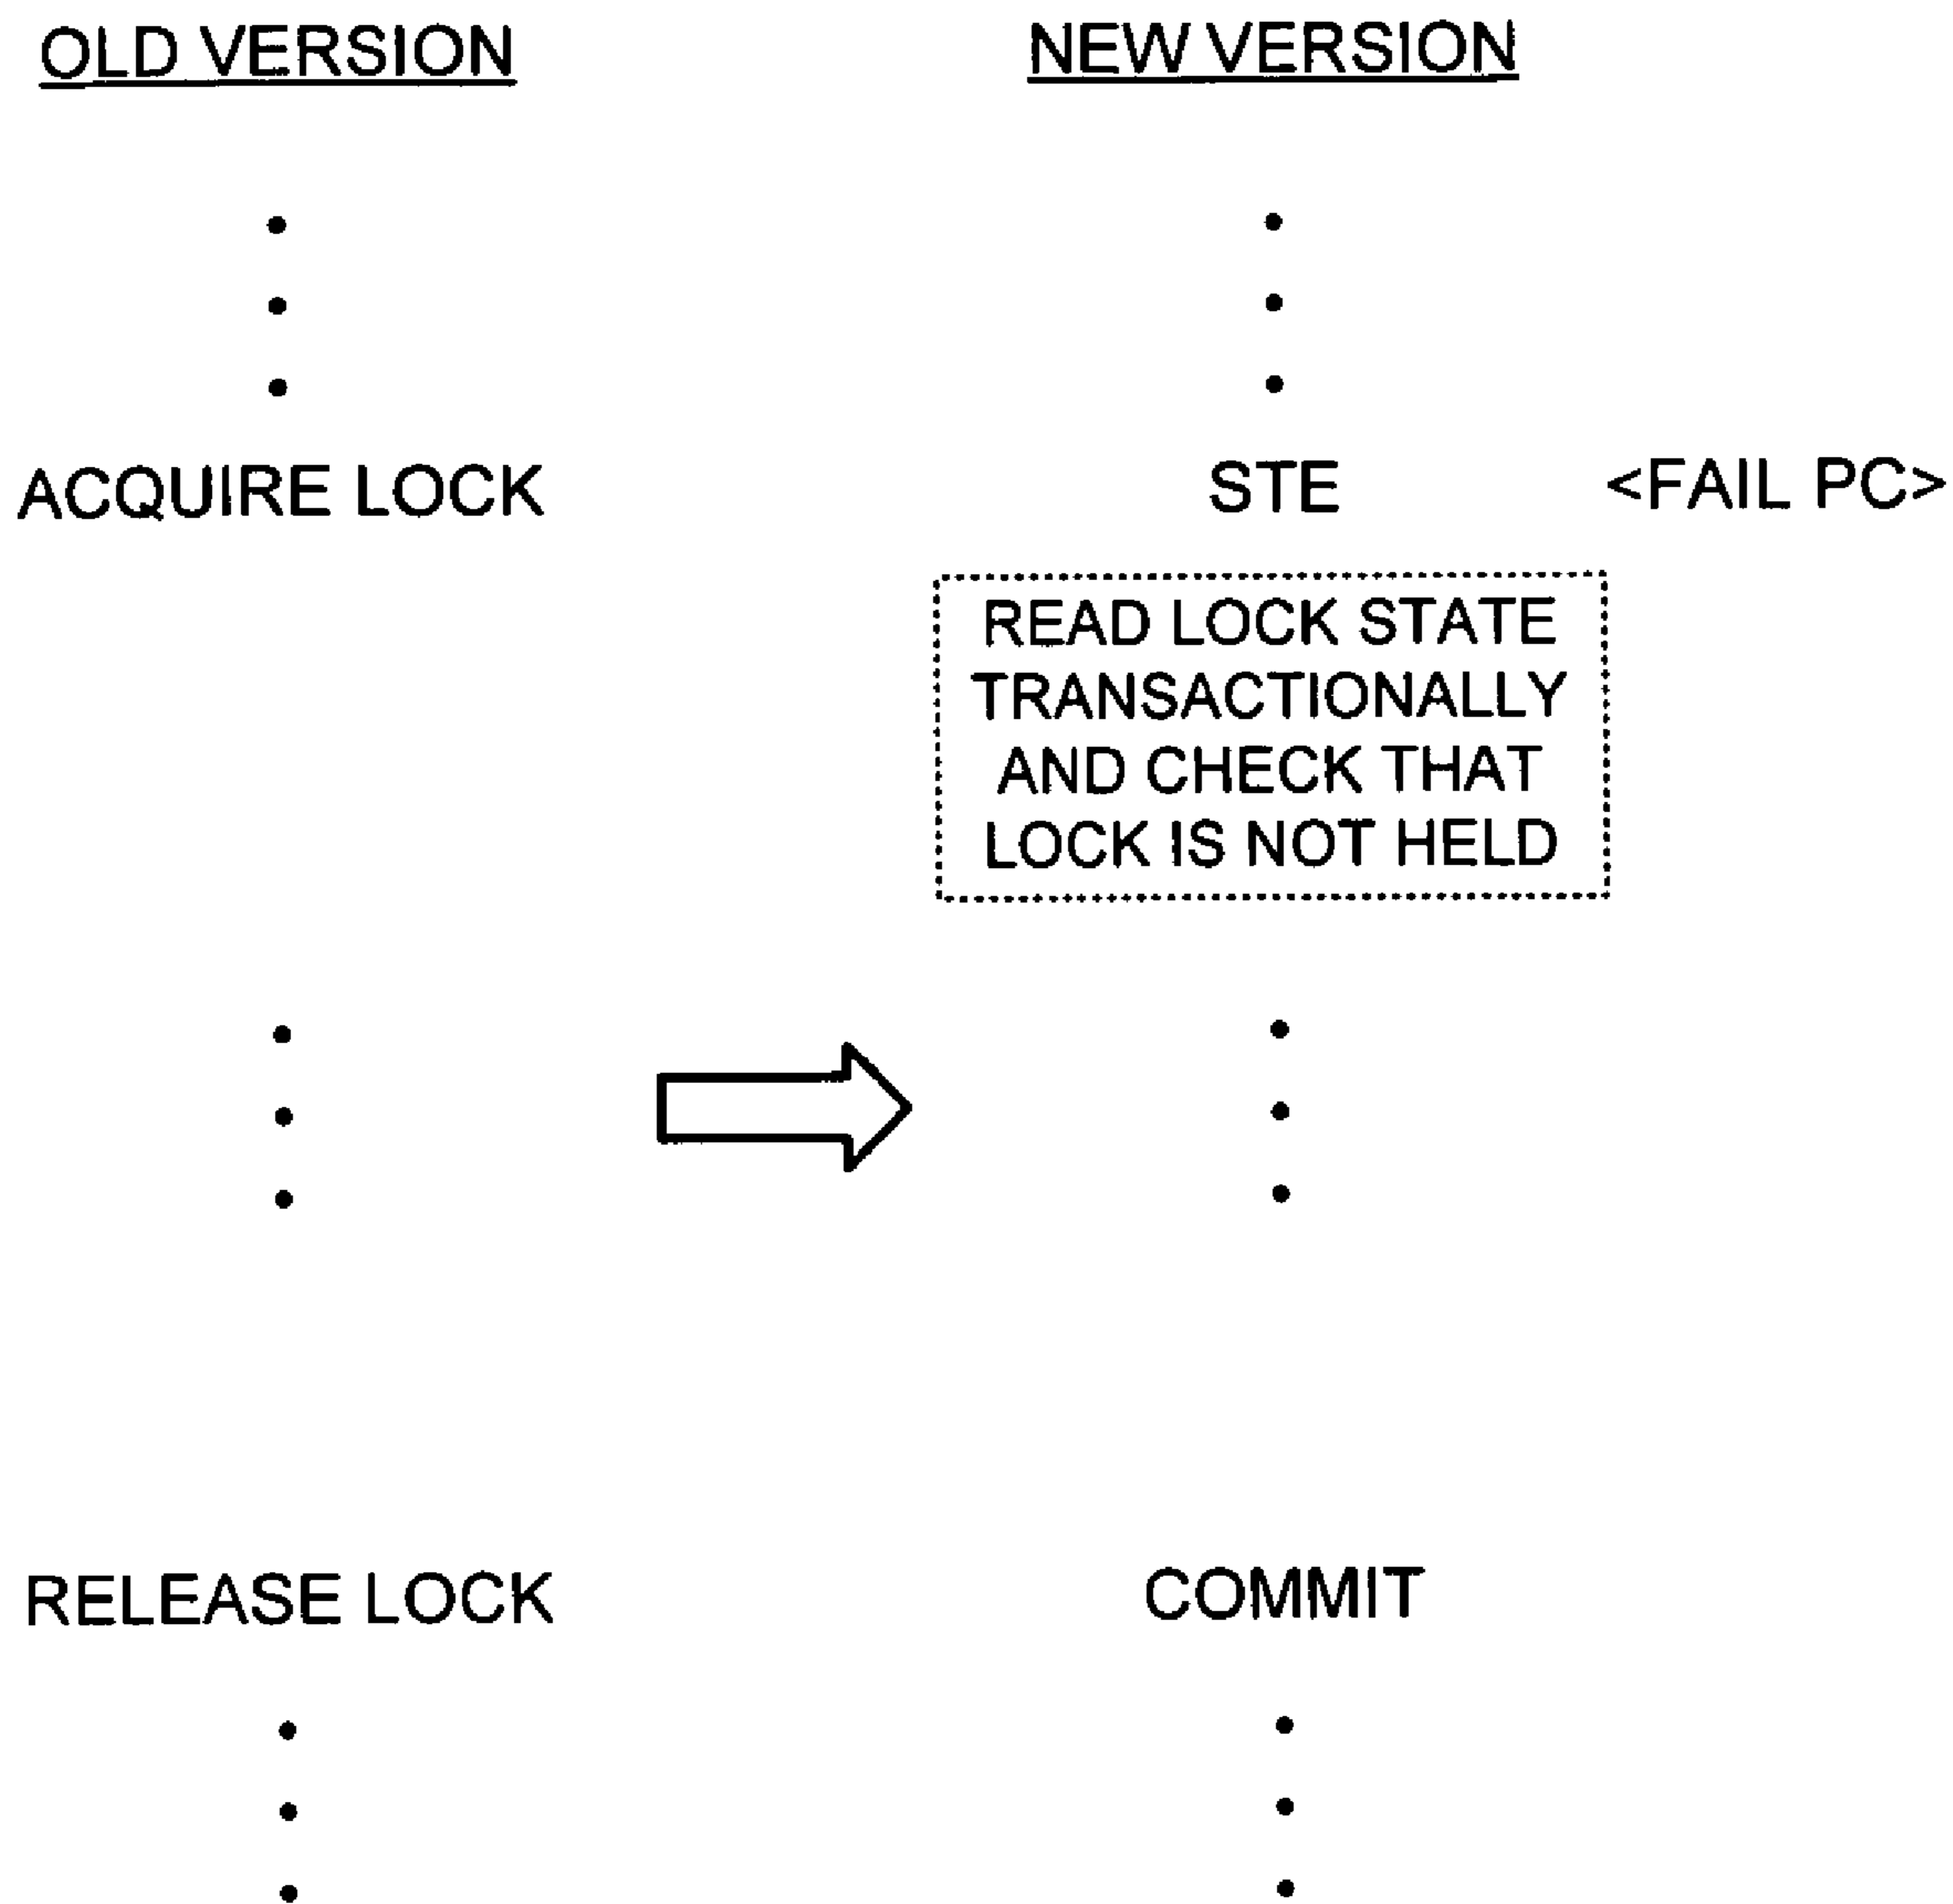 OLD VERSION
NEW VERSION
ACQUIRE LOCK
STE <FAIL PC>
READ LOCK STATE
TRANSACTIONALLY
AND CHECK THAT
LOCK IS NOT HELD
RELEASE LOCK
COMMIT